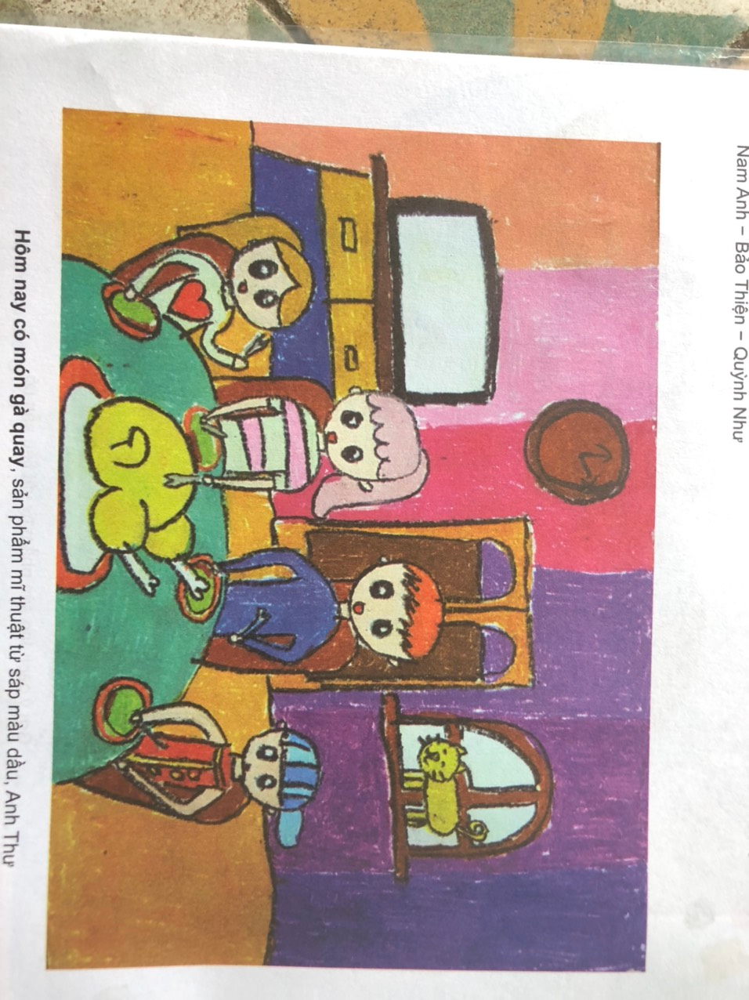 Nam Anh – Bảo Thiện – Quỳnh Như
Hôm nay có món gà quay, sản phẩm mĩ thuật từ sáp màu dầu, Anh Thư